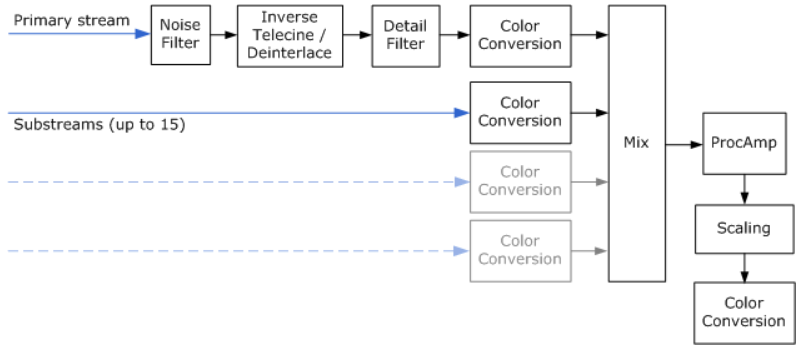 Primary stream
Noise
Filter
Inverse
Telecine /
Deinterlace
Detail
Filter
Color
Conversion
Substreams (up to 15)
Color
Conversion
Color
Conversion
Color
Conversion
Mix
ProcAmp
Scaling
Color
Conversion